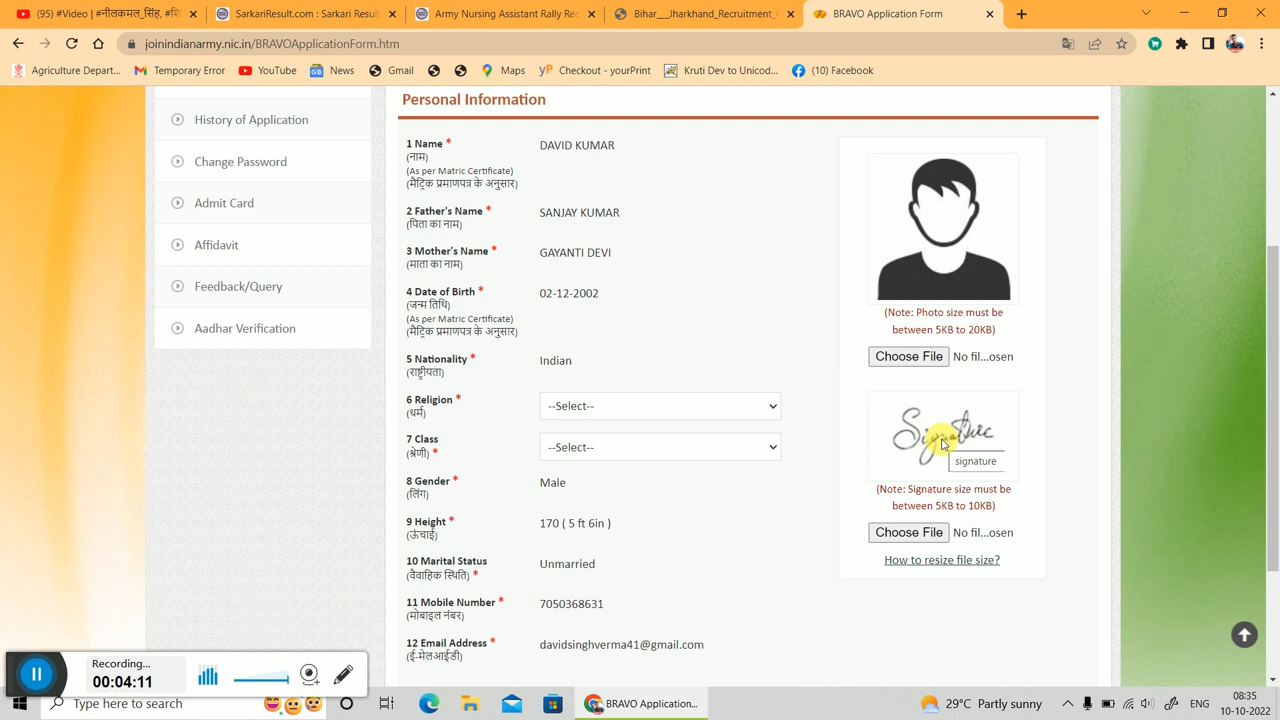 (95) #Video | #नीलकमल_सिंह, #शि
SarkariResult.com : Sarkari Result
Army Nursing Assistant Rally Rec
Bihar__Jharkhand_Recruitment_R
BRAVO Application Form
joinindianarmy.nic.in/BRAVOApplicationForm.htm
Agriculture Depart...
Temporary Error
YouTube
News
Gmail
Maps
Checkout - yourPrint
Kruti Dev to Unicod...
(10) Facebook
History of Application
Change Password
Admit Card
Affidavit
Feedback/Query
Aadhar Verification
Personal Information
1 Name * DAVID KUMAR
(नाम)
(As per Matric Certificate)
(मैट्रिक प्रमाणपत्र के अनुसार)
2 Father's Name * SANJAY KUMAR
(पिता का नाम)
3 Mother's Name * GAYANTI DEVI
(माता का नाम)
4 Date of Birth * 02-12-2002
(जन्म तिथि)
(As per Matric Certificate)
(मैट्रिक प्रमाणपत्र के अनुसार)
5 Nationality * Indian
(राष्ट्रीयता)
6 Religion * --Select--
(धर्म)
7 Class --Select--
(श्रेणी) *
8 Gender * Male
(लिंग)
9 Height * 170 ( 5 ft 6in )
(ऊंचाई)
10 Marital Status Unmarried
(वैवाहिक स्थिति) *
11 Mobile Number * 7050368631
(मोबाइल नंबर)
12 Email Address * davidsinghverma41@gmail.com
(ई-मेलआईडी)
(Note: Photo size must be
between 5KB to 20KB)
Choose File No fil...osen
Signature
signature
(Note: Signature size must be
between 5KB to 10KB)
Choose File No fil...osen
How to resize file size?
Recording...
00:04:11
Type here to search
BRAVO Application...
29°C Partly sunny
ENG
08:35
10-10-2022